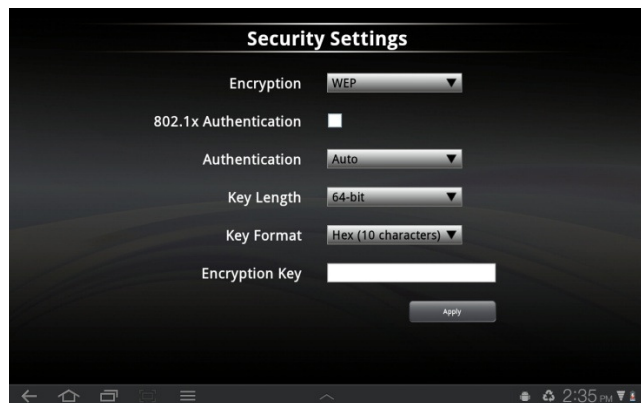 Security Settings
Encryption WEP
802.1x Authentication
Authentication Auto
Key Length 64-bit
Key Format Hex (10 characters)
Encryption Key
Apply
2:35 PM